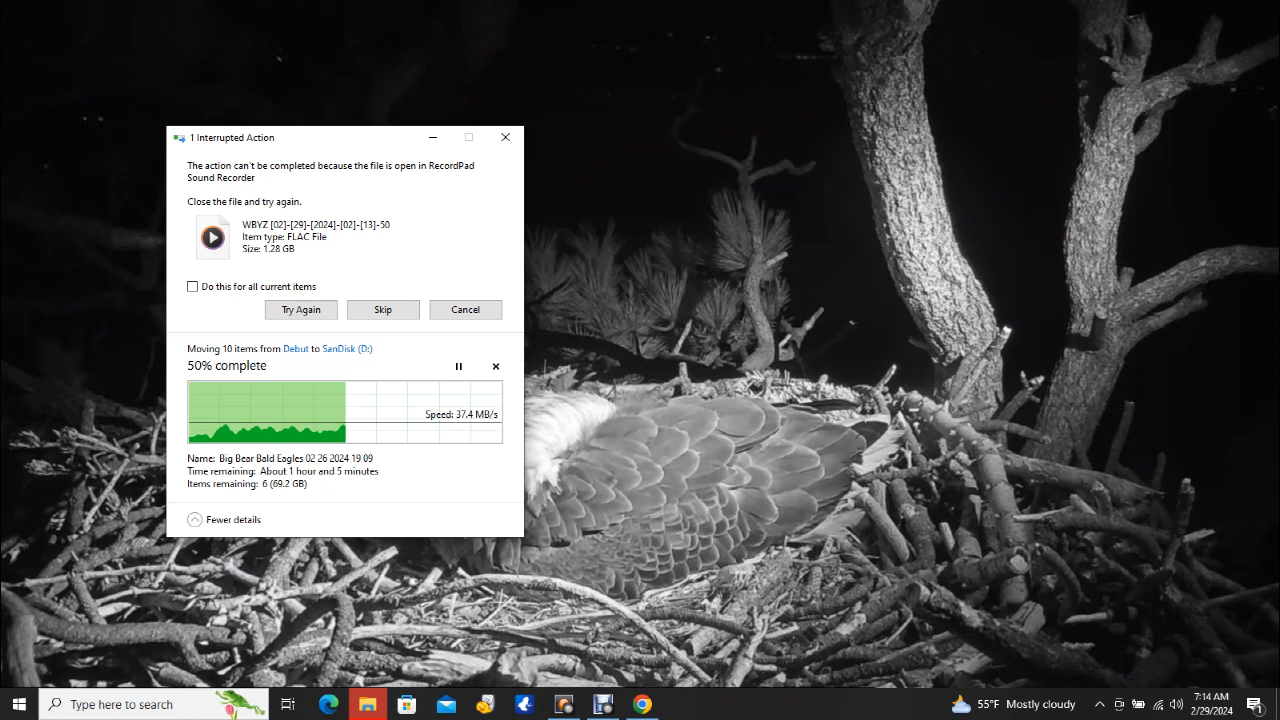 1 Interrupted Action
The action can't be completed because the file is open in RecordPad
Sound Recorder
Close the file and try again.
WBYZ [02]-[29]-[2024]-[02]-[13]-50
Item type: FLAC File
Size: 1.28 GB
Do this for all current items
Try Again
Skip
Cancel
Moving 10 items from Debut to SanDisk (D:)
50% complete
Speed: 37.4 MB/s
Name: Big Bear Bald Eagles 02 26 2024 19 09
Time remaining: About 1 hour and 5 minutes
Items remaining: 6 (69.2 GB)
Fewer details
Type here to search
55°F Mostly cloudy
7:14 AM
2/29/2024
1